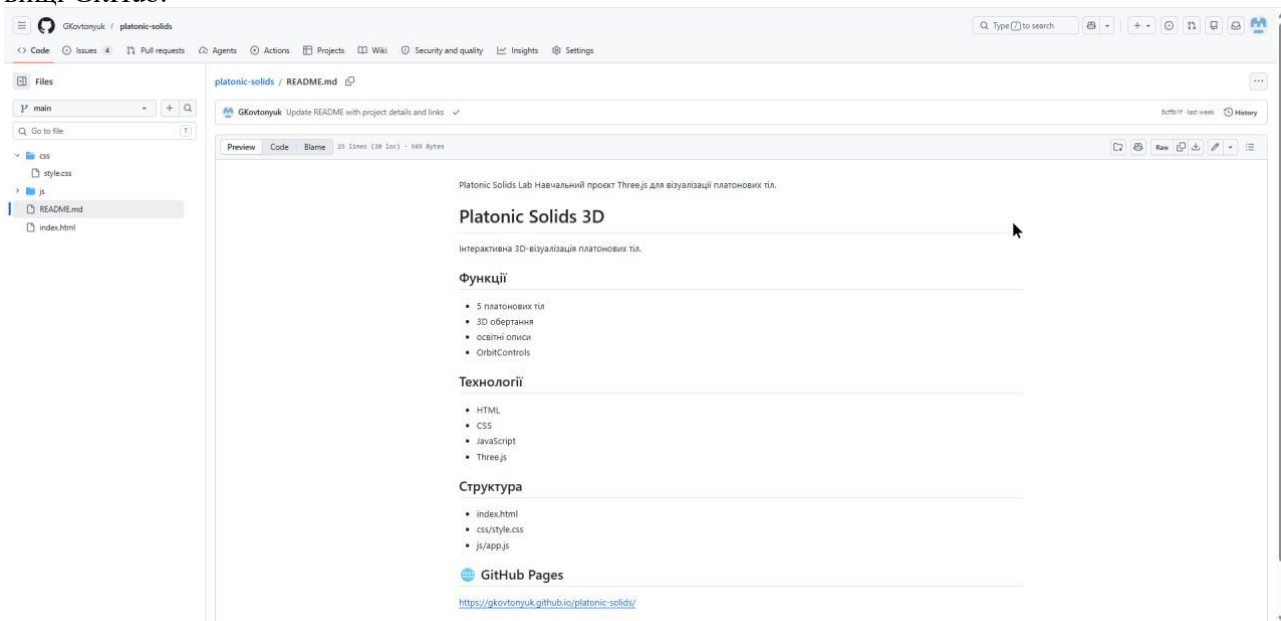 GKovtonyuk / platonic-solids
Type / to search
Code Issues 4 Pull requests Agents Actions Projects Wiki Security and quality Insights Settings
Files
platonic-solids / README.md
main
GKovtonyuk Update README with project details and links
last week History
Go to file
Preview Code Blame 25 lines (20 loc) · 569 Bytes
Raw
css
style.css
js
README.md
index.html
Platonic Solids Lab Навчальний проєкт Three.js для візуалізації платонових тіл.
Platonic Solids 3D
Інтерактивна 3D-візуалізація платонових тіл.
Функції
5 платонових тіл
3D обертання
освітні описи
OrbitControls
Технології
HTML
CSS
JavaScript
Three.js
Структура
index.html
css/style.css
js/app.js
GitHub Pages
https://gkovtonyuk.github.io/platonic-solids/